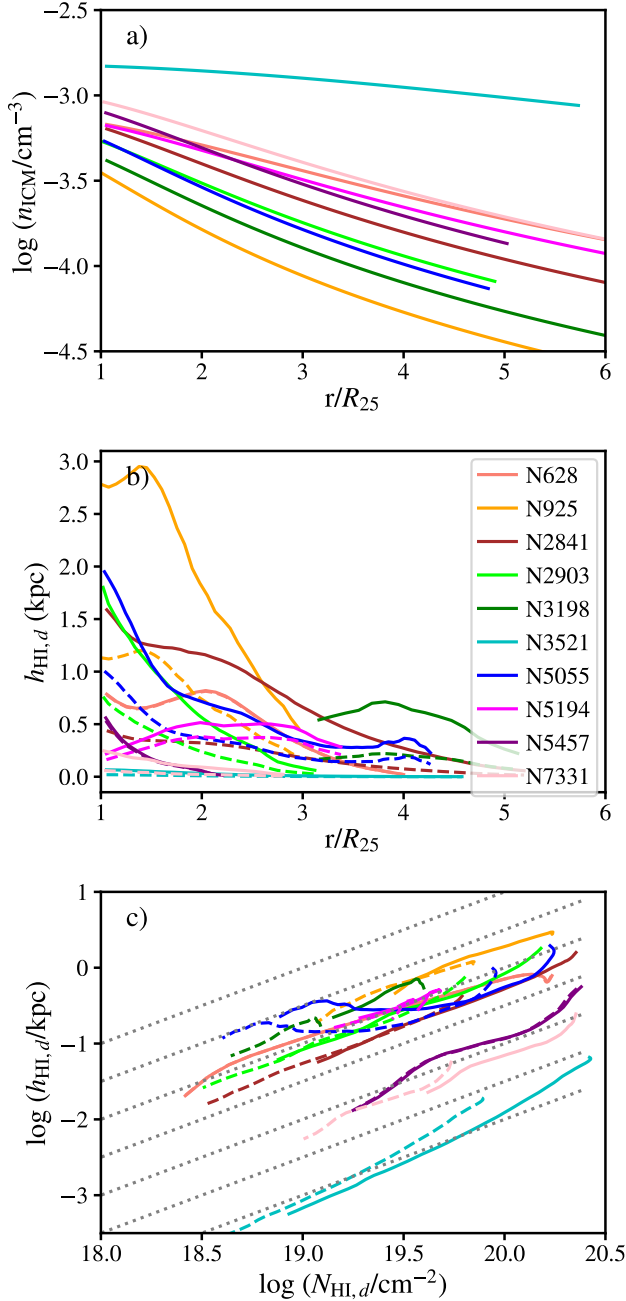 a)
log (n_ICM/cm⁻³)
-2.5
-3.0
-3.5
-4.0
-4.5
1 2 3 4 5 6
r/R₂₅
b)
h_HI,d (kpc)
3.0
2.5
2.0
1.5
1.0
0.5
0.0
N628
N925
N2841
N2903
N3198
N3521
N5055
N5194
N5457
N7331
1 2 3 4 5 6
r/R₂₅
c)
log (h_HI,d/kpc)
1
0
−1
−2
−3
18.0 18.5 19.0 19.5 20.0 20.5
log (N_HI,d/cm⁻²)